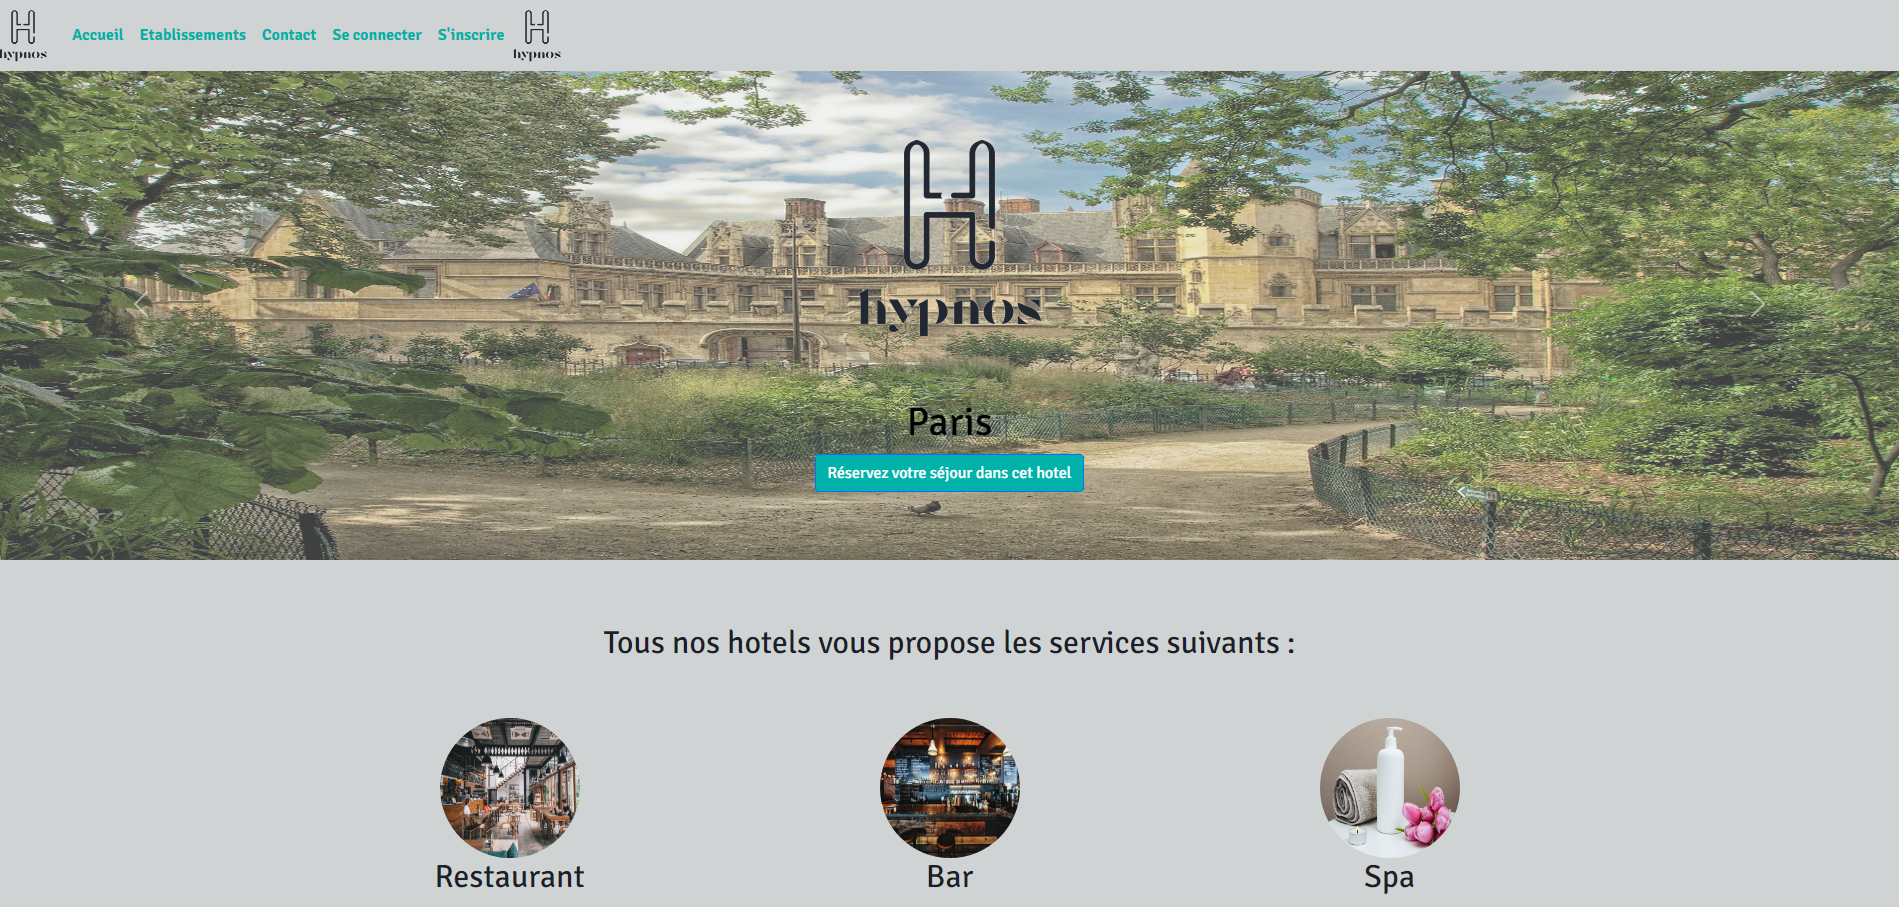 hypnos
Accueil Etablissements Contact Se connecter S'inscrire
hypnos
hypnos
Paris
Réservez votre séjour dans cet hotel
Tous nos hotels vous propose les services suivants :
Restaurant
Bar
Spa